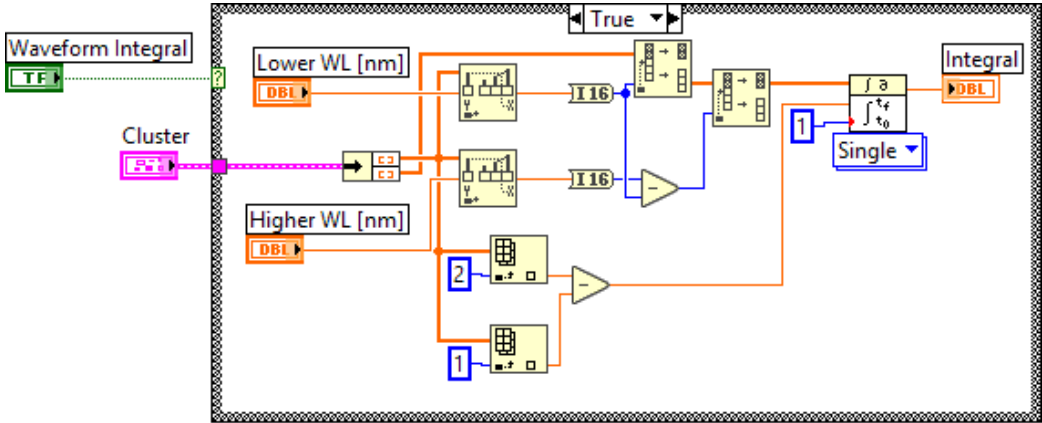 True
Waveform Integral
TF
Lower WL [nm]
DBL
I16
Integral
DBL
1
Single
Cluster
I16
Higher WL [nm]
DBL
2
1